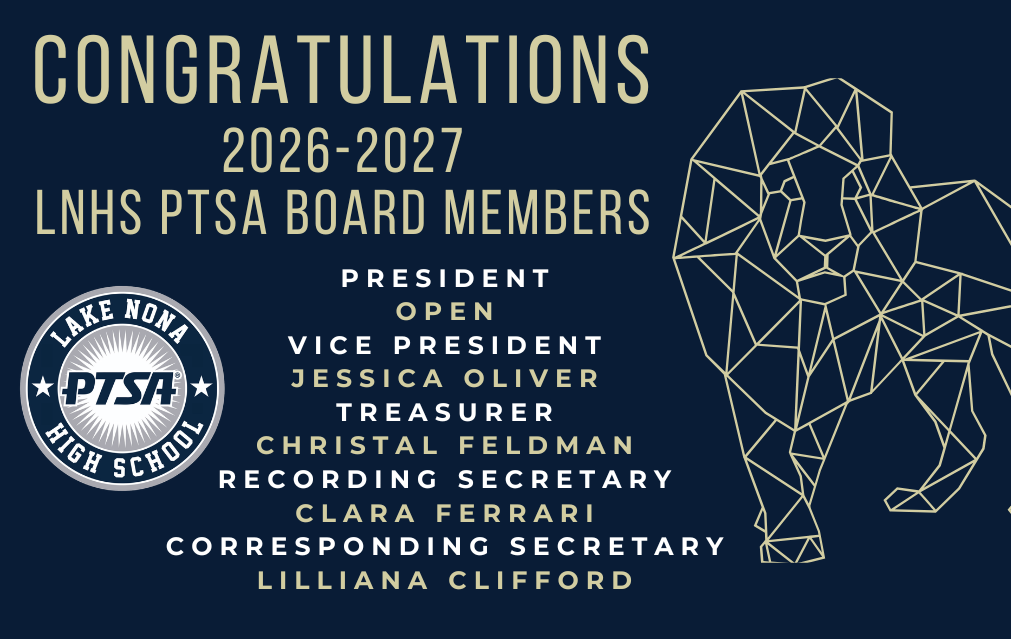 CONGRATULATIONS
2026-2027
LNHS PTSA BOARD MEMBERS
PRESIDENT
OPEN
VICE PRESIDENT
JESSICA OLIVER
TREASURER
CHRISTAL FELDMAN
RECORDING SECRETARY
CLARA FERRARI
CORRESPONDING SECRETARY
LILLIANA CLIFFORD
LAKE NONA
PTSA®
HIGH SCHOOL